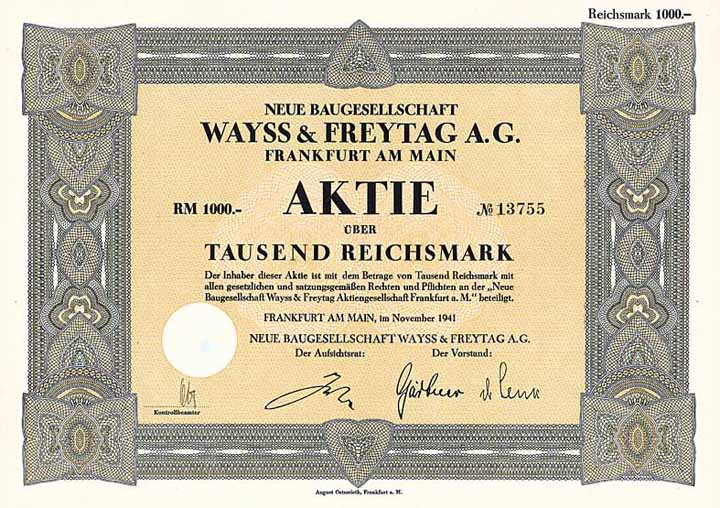 Reichsmark 1000.–
NEUE BAUGESELLSCHAFT
WAYSS & FREYTAG A.G.
FRANKFURT AM MAIN
RM 1000.- AKTIE № 13755
ÜBER
TAUSEND REICHSMARK
Der Inhaber dieser Aktie ist mit dem Betrage von Tausend Reichsmark mit
allen gesetzlichen und satzungsgemäßen Rechten und Pflichten an der „Neue
Baugesellschaft Wayss & Freytag Aktiengesellschaft Frankfurt a. M.“ beteiligt.
FRANKFURT AM MAIN, im November 1941
NEUE BAUGESELLSCHAFT WAYSS & FREYTAG A.G.
Der Aufsichtsrat: Der Vorstand:
Gärtner
Kontrollbeamter
August Osterrieth, Frankfurt a. M.